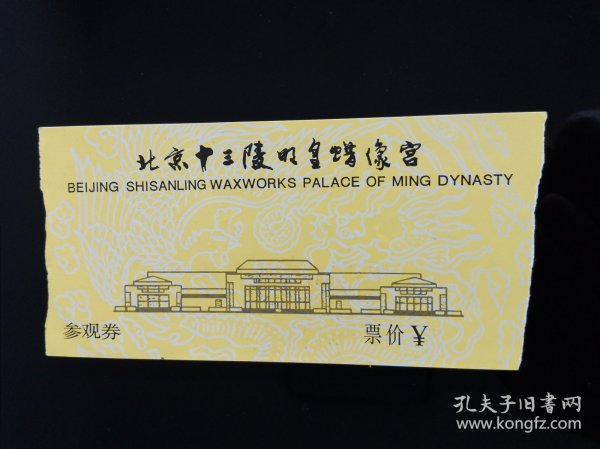 北京十三陵明皇蜡像宫
BEIJING SHISANLING WAXWORKS PALACE OF MING DYNASTY
参观券
票价¥
孔夫子旧书网
www.kongfz.com